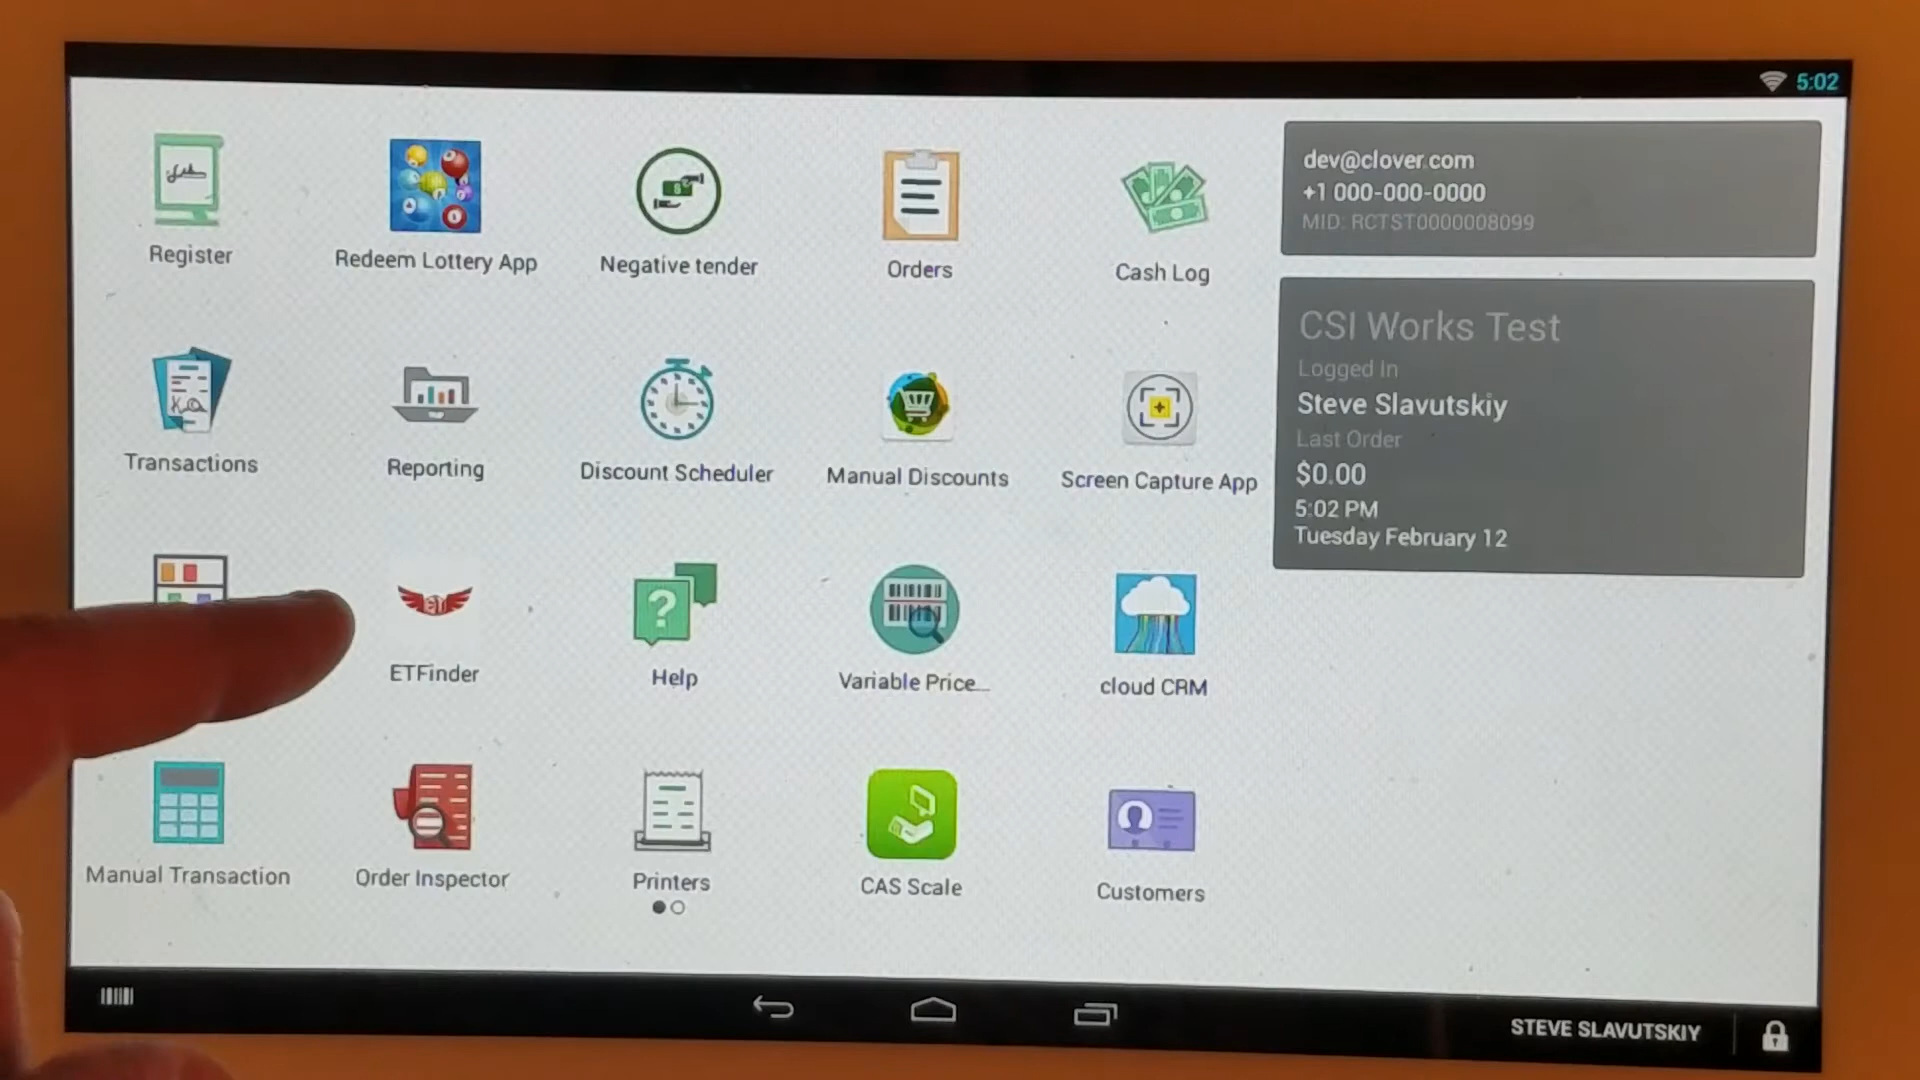 5:02
Register
Redeem Lottery App
Negative tender
Orders
Cash Log
dev@clover.com
+1 000-000-0000
MID: RCTST0000008099
CSI Works Test
Logged In
Steve Slavutskiy
Last Order
$0.00
5:02 PM
Tuesday February 12
Transactions
Reporting
Discount Scheduler
Manual Discounts
Screen Capture App
ET
ETFinder
?
Help
Variable Price...
cloud CRM
Manual Transaction
Order Inspector
Printers
CAS Scale
Customers
STEVE SLAVUTSKIY